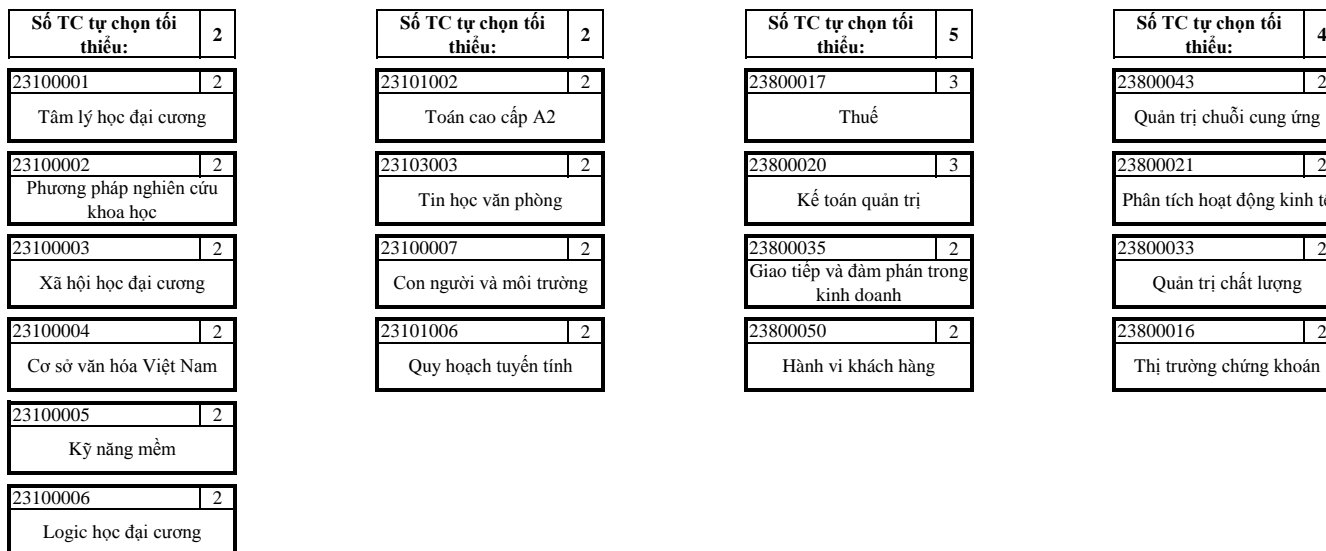 Số TC tự chọn tối
thiểu:
2
23100001 2
Tâm lý học đại cương
23100002 2
Phương pháp nghiên cứu
khoa học
23100003 2
Xã hội học đại cương
23100004 2
Cơ sở văn hóa Việt Nam
23100005 2
Kỹ năng mềm
23100006 2
Logic học đại cương
Số TC tự chọn tối
thiểu:
2
23101002 2
Toán cao cấp A2
23103003 2
Tin học văn phòng
23100007 2
Con người và môi trường
23101006 2
Quy hoạch tuyến tính
Số TC tự chọn tối
thiểu:
5
23800017 3
Thuế
23800020 3
Kế toán quản trị
23800035 2
Giao tiếp và đàm phán trong
kinh doanh
23800050 2
Hành vi khách hàng
Số TC tự chọn tối
thiểu:
4
23800043 2
Quản trị chuỗi cung ứng
23800021 2
Phân tích hoạt động kinh tế
23800033 2
Quản trị chất lượng
23800016 2
Thị trường chứng khoán